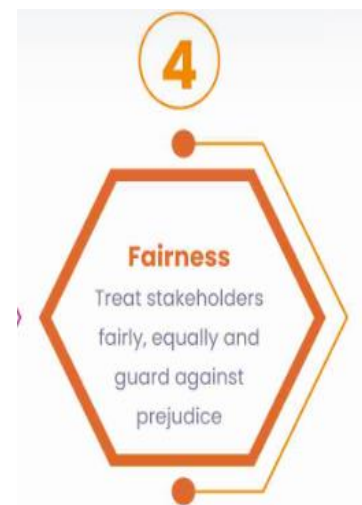 4
Fairness
Treat stakeholders
fairly, equally and
guard against
prejudice